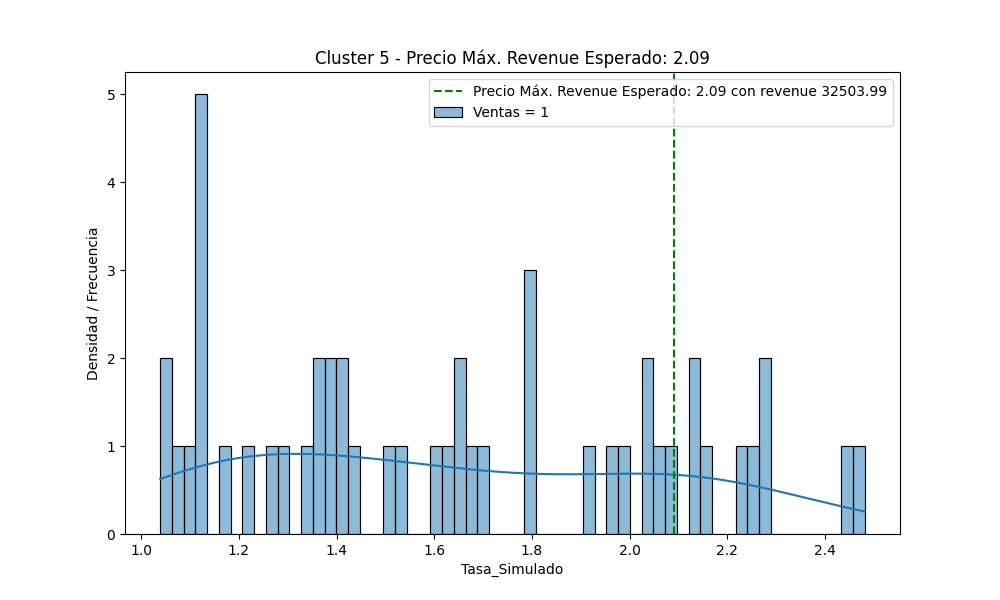 Cluster 5 - Precio Máx. Revenue Esperado: 2.09
Precio Máx. Revenue Esperado: 2.09 con revenue 32503.99
Ventas = 1
Densidad / Frecuencia
5
4
3
2
1
0
1.0 1.2 1.4 1.6 1.8 2.0 2.2 2.4
Tasa_Simulado